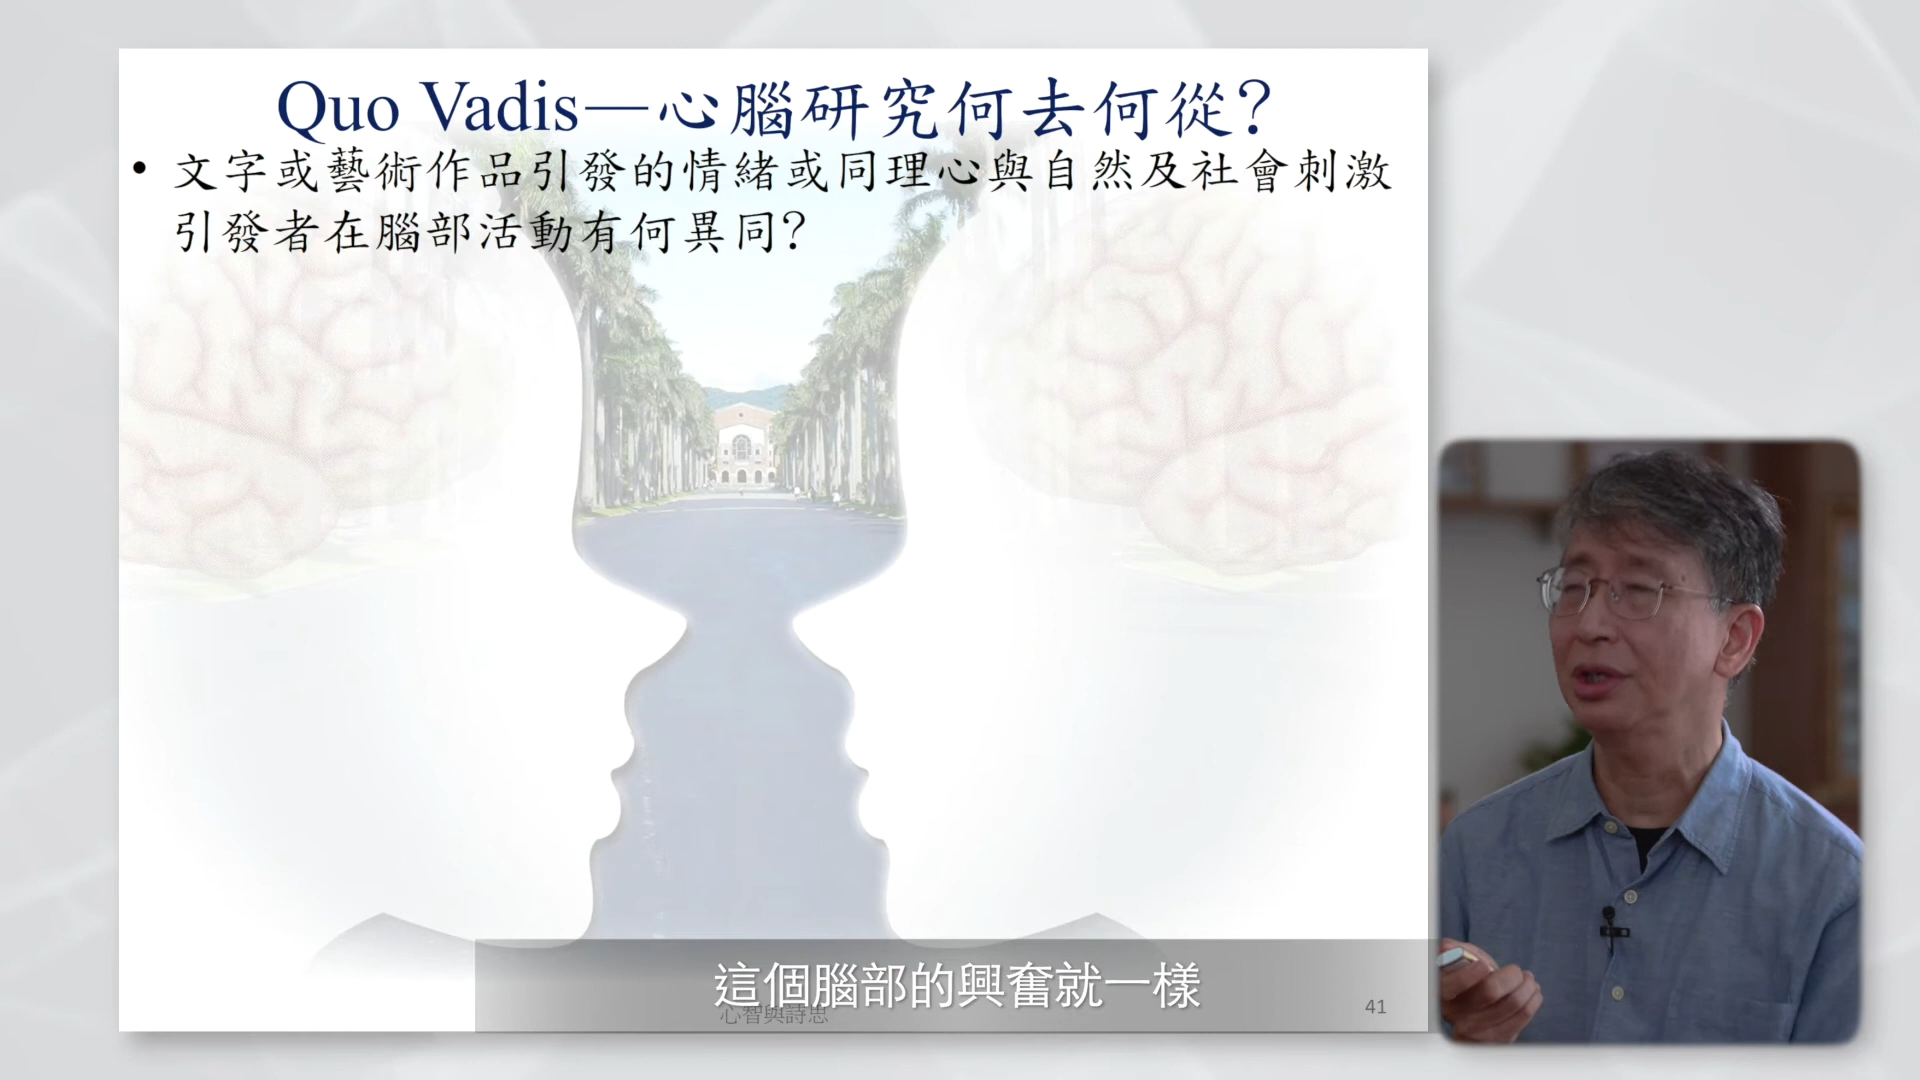 Quo Vadis—心腦研究何去何從?
• 文字或藝術作品引發的情緒或同理心與自然及社會刺激
引發者在腦部活動有何異同?
這個腦部的興奮就一樣
心智與詩思
41